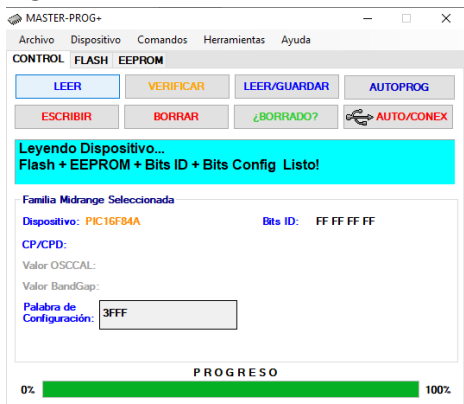 MASTER-PROG+
Archivo Dispositivo Comandos Herramientas Ayuda
CONTROL FLASH EEPROM
LEER VERIFICAR LEER/GUARDAR AUTOPROG
ESCRIBIR BORRAR ¿BORRADO? AUTO/CONEX
Leyendo Dispositivo...
Flash + EEPROM + Bits ID + Bits Config Listo!
Familia Midrange Seleccionada
Dispositivo: PIC16F84A Bits ID: FF FF FF FF
CP/CPD:
Valor OSCCAL:
Valor BandGap:
Palabra de
Configuración: 3FFF
PROGRESO
0% 100%